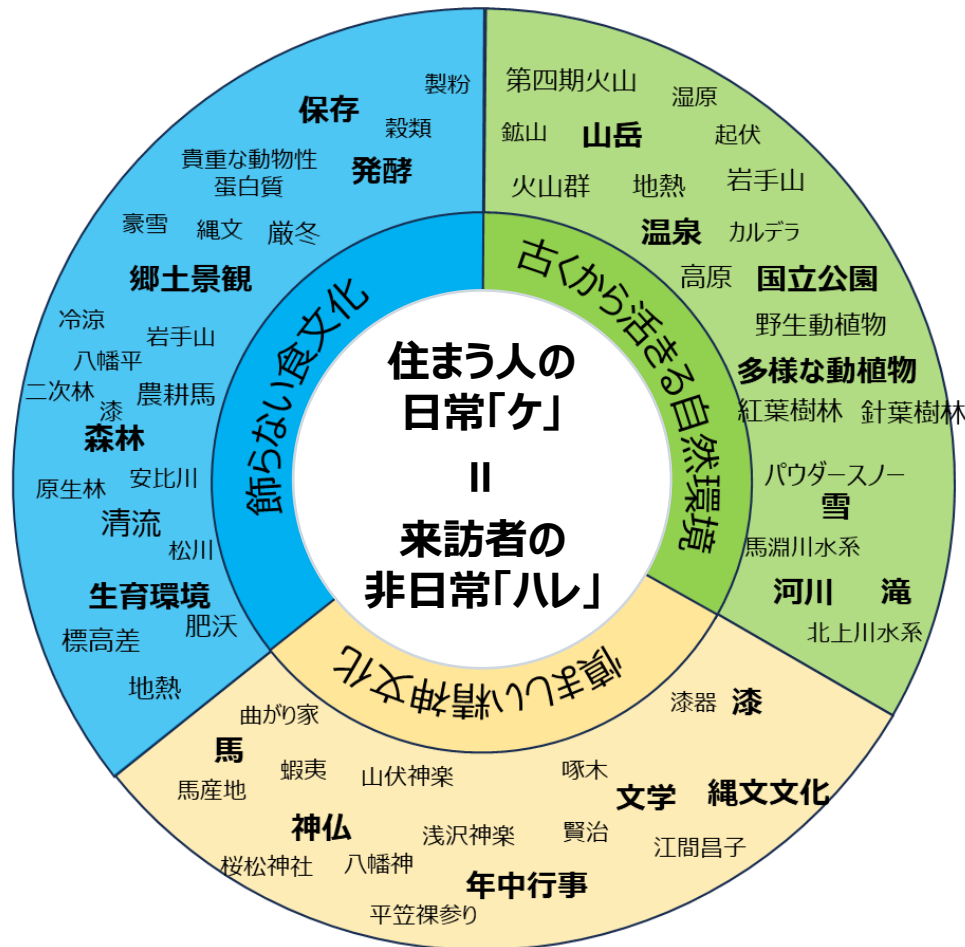 住まう人の
日常「ケ」
＝
来訪者の
非日常「ハレ」
古くから活きる自然環境
第四期火山
湿原
鉱山
山岳
起伏
火山群
地熱
岩手山
温泉
カルデラ
高原
国立公園
野生動植物
多様な動植物
紅葉樹林
針葉樹林
パウダースノー
雪
馬淵川水系
河川
滝
北上川水系
慎ましい精神文化
漆器
漆
曲がり家
馬
蝦夷
山伏神楽
啄木
馬産地
文学
縄文文化
神仏
浅沢神楽
賢治
江間昌子
桜松神社
八幡神
年中行事
平笠裸参り
飾らない食文化
製粉
保存
穀類
貴重な動物性
蛋白質
発酵
豪雪
縄文
厳冬
郷土景観
冷涼
岩手山
八幡平
二次林
漆
農耕馬
森林
原生林
安比川
清流
松川
生育環境
標高差
肥沃
地熱